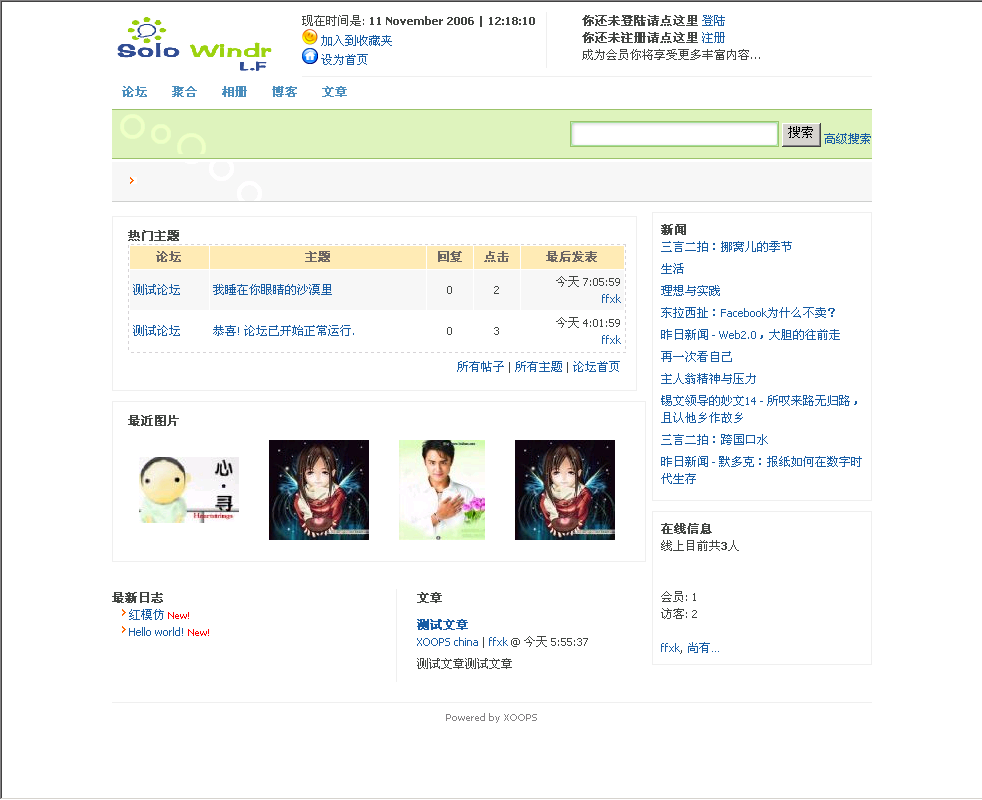 Solo Windr
L.F
现在时间是: 11 November 2006 | 12:18:10
加入到收藏夹
设为首页
你还未登陆请点这里 登陆
你还未注册请点这里 注册
成为会员你将享受更多丰富内容...
论坛 聚合 相册 博客 文章
搜索 高级搜索
热门主题
论坛 主题 回复 点击 最后发表
测试论坛 我睡在你眼睛的沙漠里 0 2 今天 7:05:59
ffxk
测试论坛 恭喜! 论坛已开始正常运行. 0 3 今天 4:01:59
ffxk
所有帖子 | 所有主题 | 论坛首页
最近图片
心·寻
Heartstrings
最新日志
红模仿 New!
Hello world! New!
文章
测试文章
XOOPS china | ffxk @ 今天 5:55:37
测试文章测试文章
新闻
三言二拍：挪窝儿的季节
生活
理想与实践
东拉西扯：Facebook为什么不卖？
昨日新闻 - Web2.0，大胆的往前走
再一次看自己
主人翁精神与压力
锡文领导的妙文14 - 所叹来路无归路，
且认他乡作故乡
三言二拍：跨国口水
昨日新闻 - 默多克：报纸如何在数字时
代生存
在线信息
线上目前共3人
会员: 1
访客: 2
ffxk, 尚有...
Powered by XOOPS